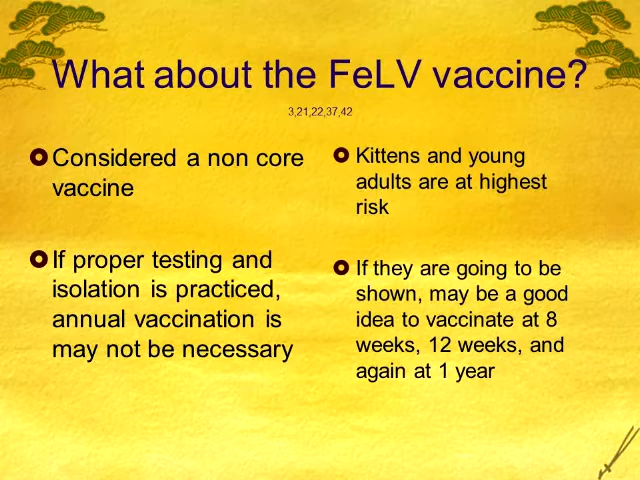 What about the FeLV vaccine?
3,21,22,37,42
Considered a non core
vaccine
If proper testing and
isolation is practiced,
annual vaccination is
may not be necessary
Kittens and young
adults are at highest
risk
If they are going to be
shown, may be a good
idea to vaccinate at 8
weeks, 12 weeks, and
again at 1 year